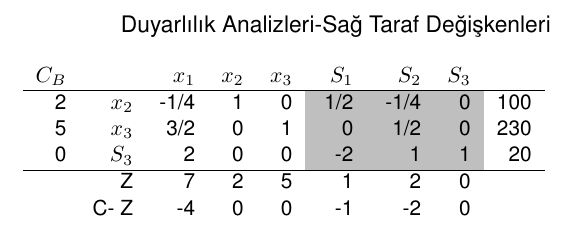 Duyarlılık Analizleri-Sağ Taraf Değişkenleri
C_B x_1 x_2 x_3 S_1 S_2 S_3
2 x_2 -1/4 1 0 1/2 -1/4 0 100
5 x_3 3/2 0 1 0 1/2 0 230
0 S_3 2 0 0 -2 1 1 20
Z 7 2 5 1 2 0
C- Z -4 0 0 -1 -2 0